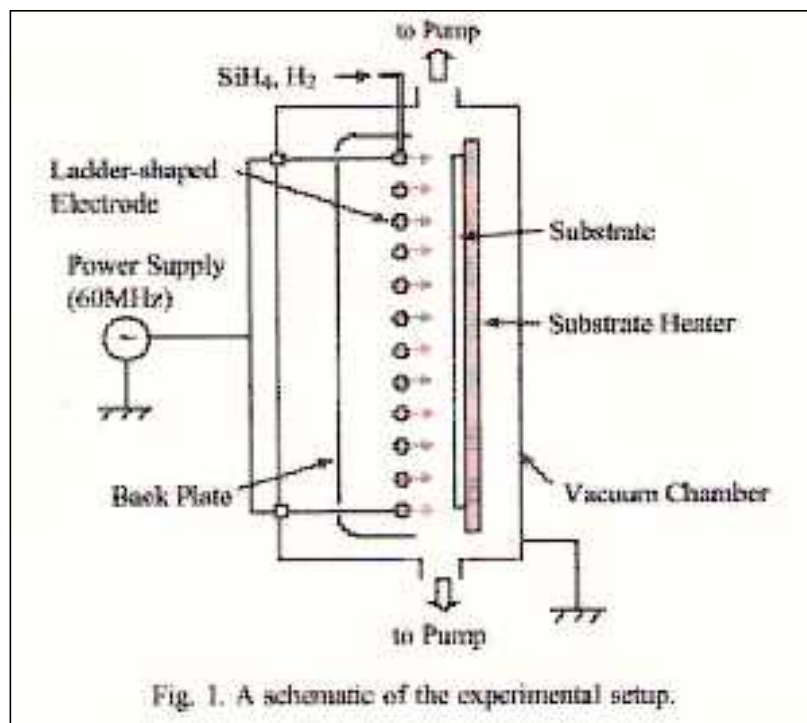 to Pump
SiH4, H2
Ladder-shaped
Electrode
Power Supply
(60MHz)
Substrate
Substrate Heater
Back Plate
Vacuum Chamber
to Pump
Fig. 1. A schematic of the experimental setup.